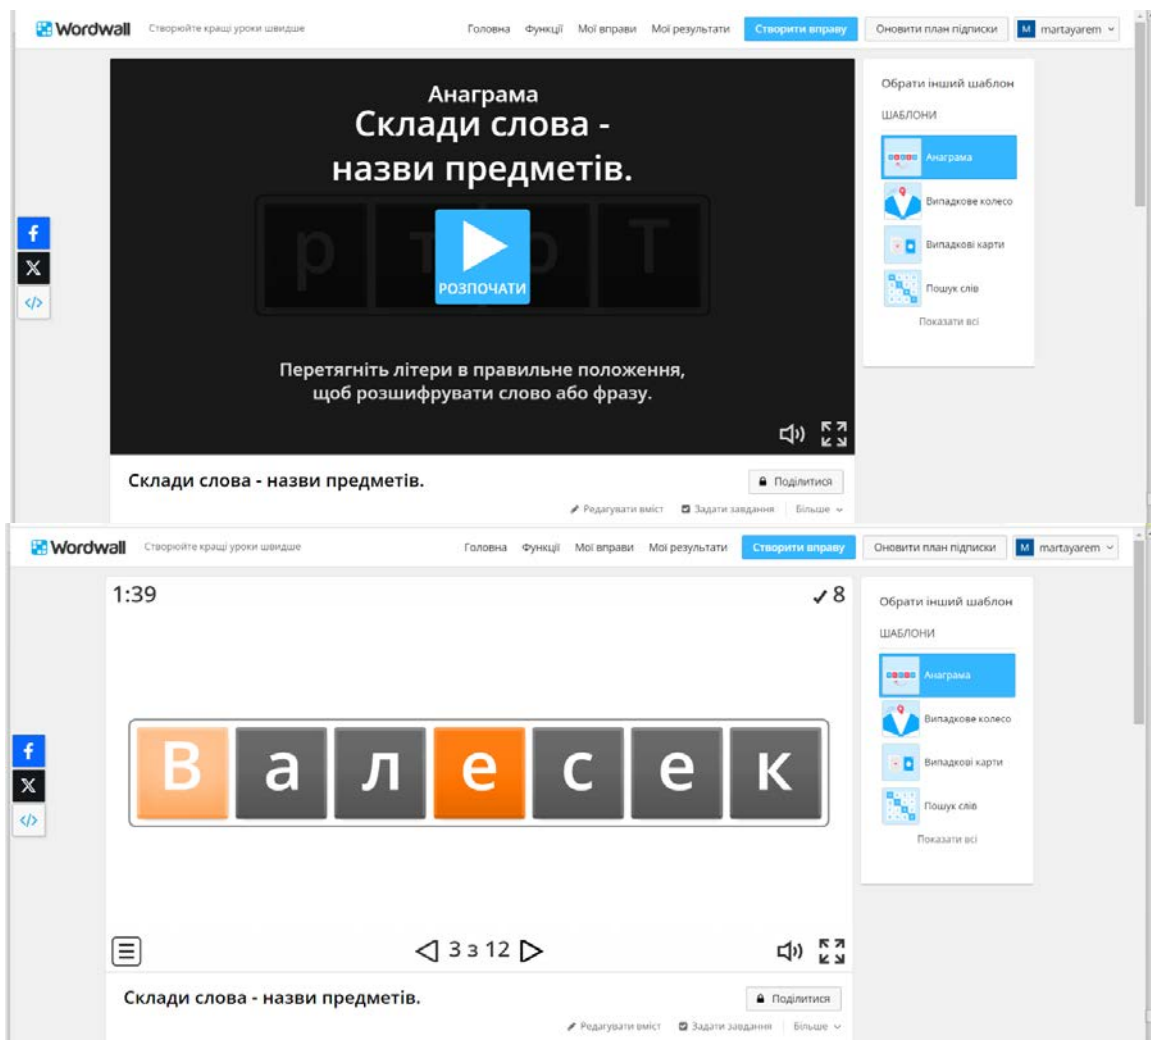 Wordwall Створюйте кращі уроки швидше Головна Функції Мої вправи Мої результати Створити вправу Оновити план підписки M martayarem
Анаграма
Склади слова -
назви предметів.
р т о Т
РОЗПОЧАТИ
Перетягніть літери в правильне положення,
щоб розшифрувати слово або фразу.
Обрати інший шаблон
ШАБЛОНИ
Анаграма
Випадкове колесо
Випадкові карти
Пошук слів
Показати всі
f
X
</>
Склади слова - назви предметів. Поділитися
Редагувати вміст Задати завдання Більше
Wordwall Створюйте кращі уроки швидше Головна Функції Мої вправи Мої результати Створити вправу Оновити план підписки M martayarem
1:39 8
В а л е с е к
3 з 12
Обрати інший шаблон
ШАБЛОНИ
Анаграма
Випадкове колесо
Випадкові карти
Пошук слів
Показати всі
f
X
</>
Склади слова - назви предметів. Поділитися
Редагувати вміст Задати завдання Більше